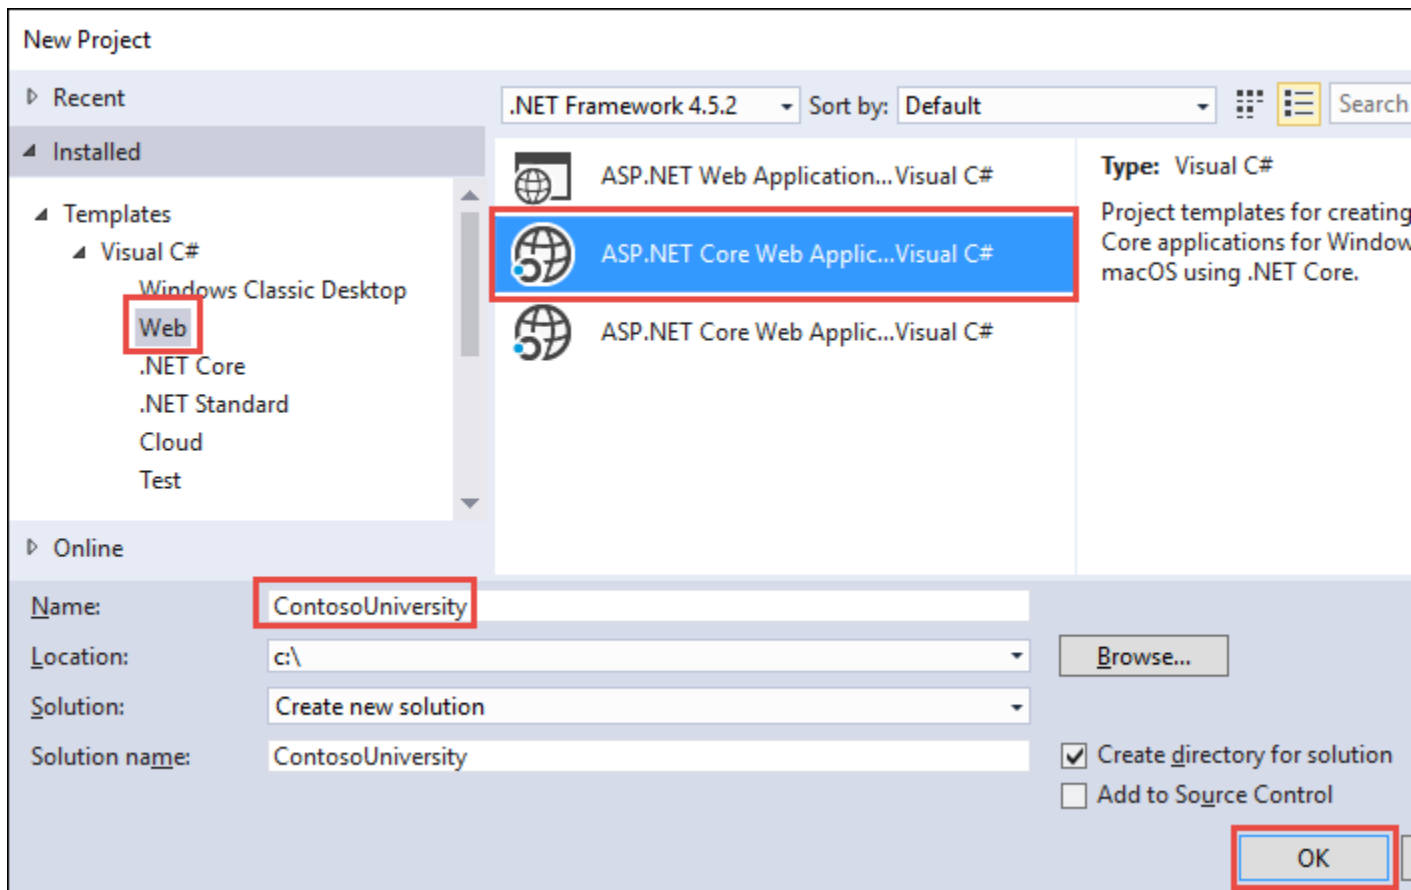 New Project
Recent
.NET Framework 4.5.2 Sort by: Default Search
Installed
Templates
Visual C#
Windows Classic Desktop
Web
.NET Core
.NET Standard
Cloud
Test
Online
ASP.NET Web Application... Visual C#
ASP.NET Core Web Applic... Visual C#
ASP.NET Core Web Applic... Visual C#
Type: Visual C#
Project templates for creating
Core applications for Window
macOS using .NET Core.
Name: ContosoUniversity
Location: c:\ Browse...
Solution: Create new solution
Solution name: ContosoUniversity
Create directory for solution
Add to Source Control
OK